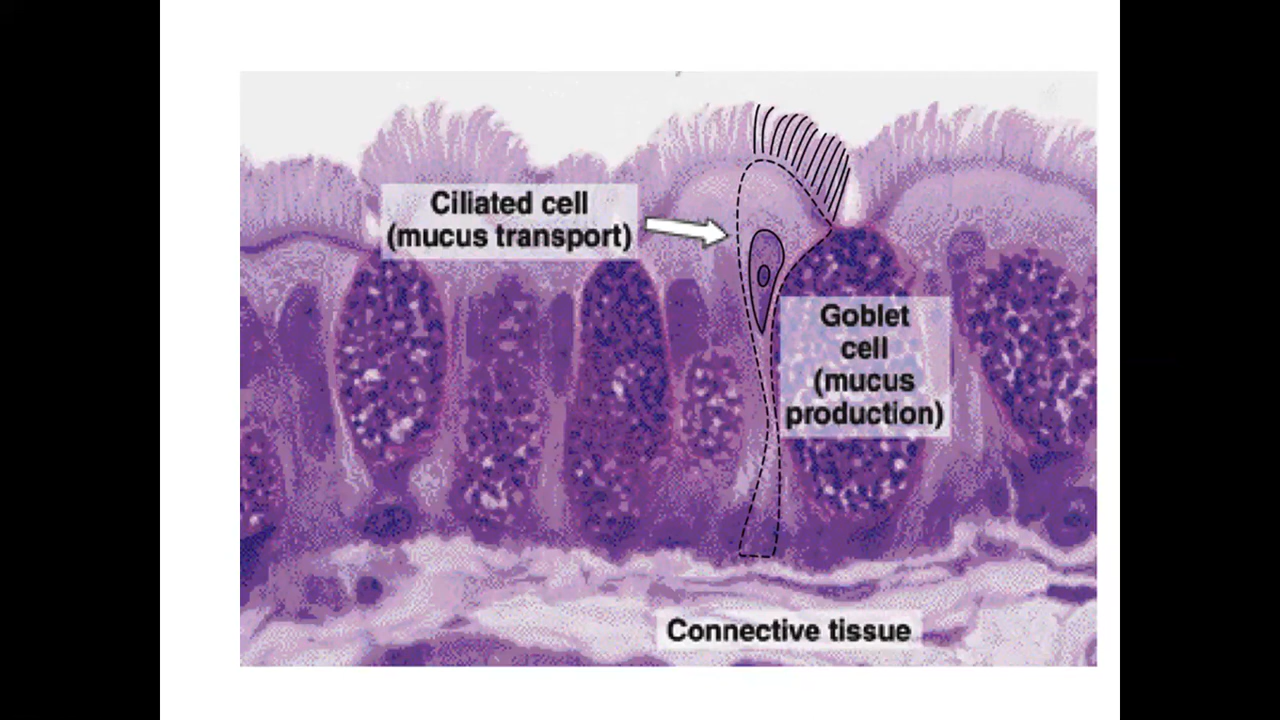 Ciliated cell
(mucus transport)
Goblet
cell
(mucus
production)
Connective tissue